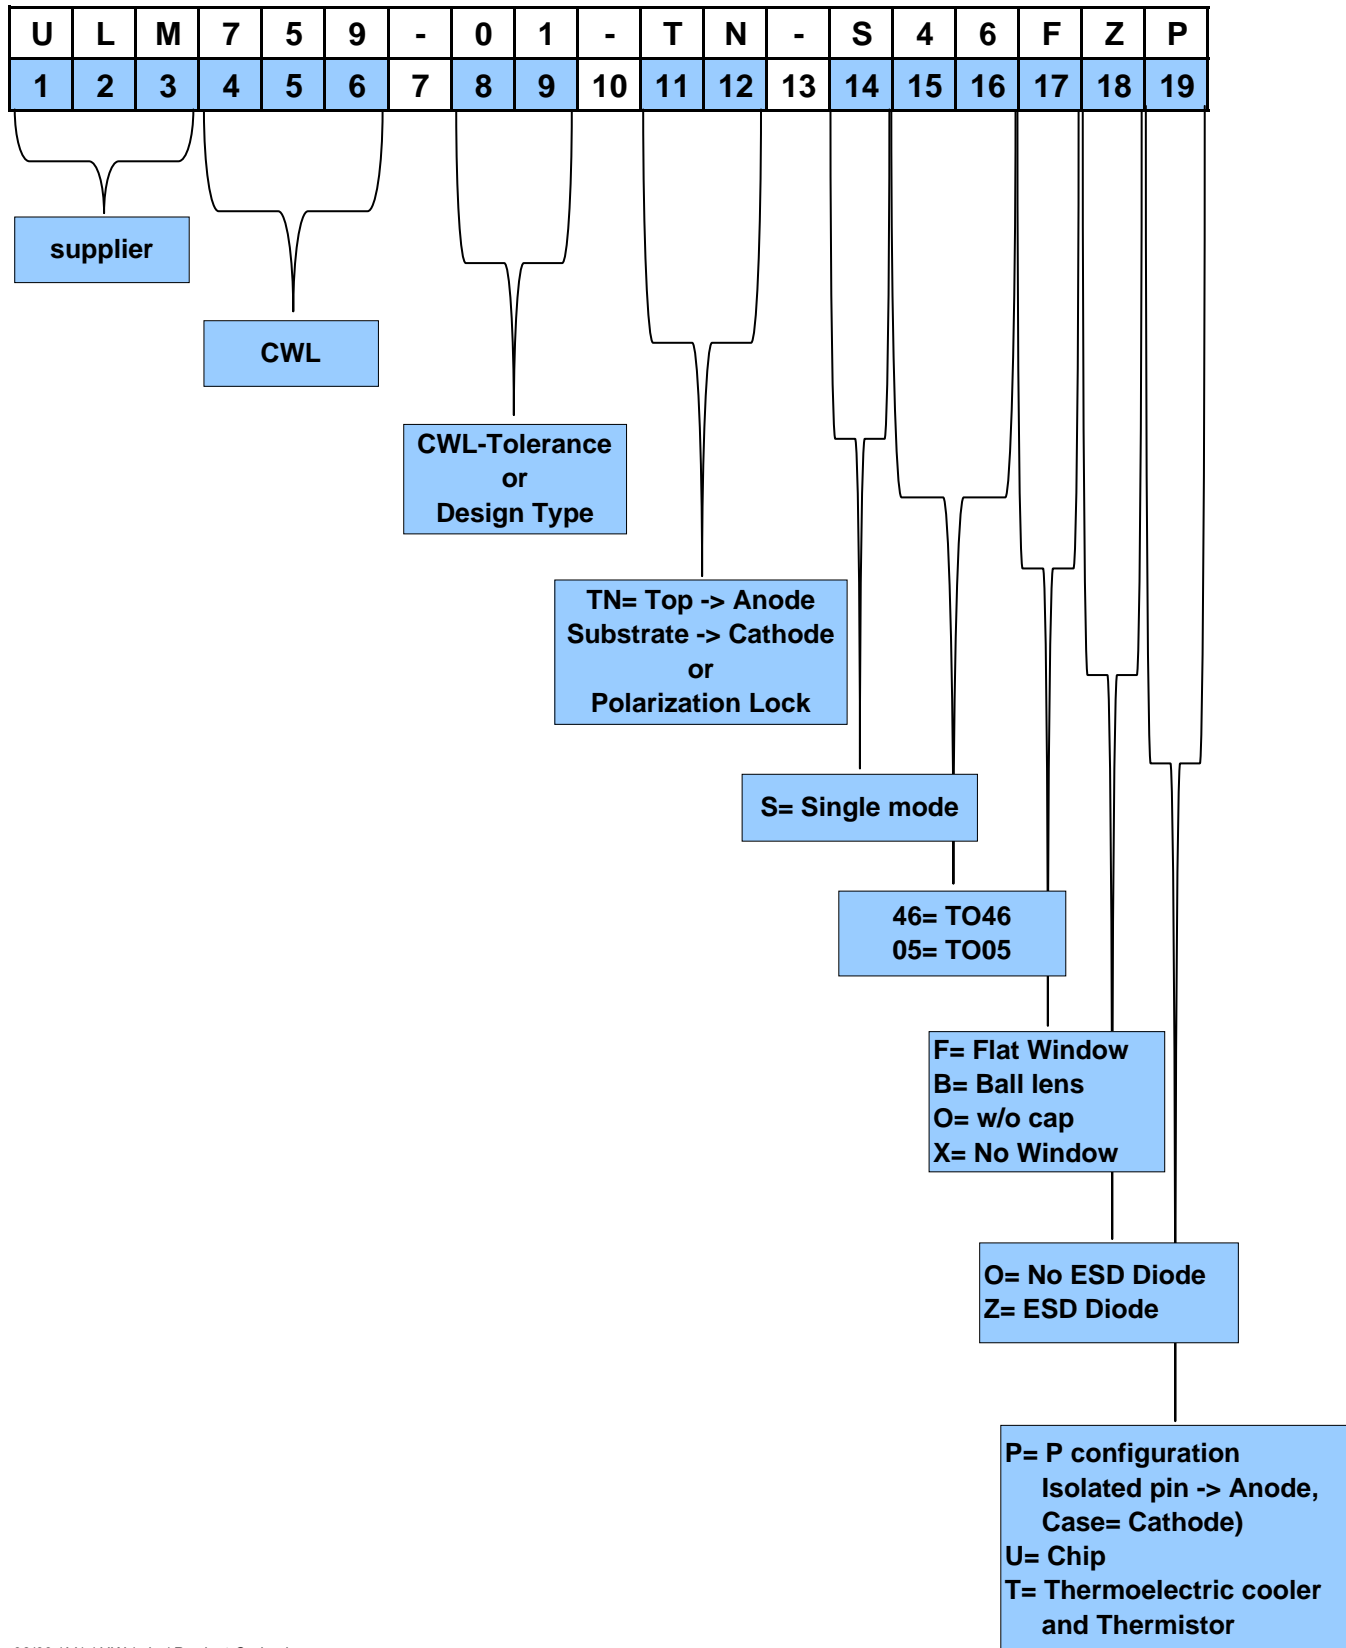 U L M 7 5 9 - 0 1 - T N - S 4 6 F Z P
1 2 3 4 5 6 7 8 9 10 11 12 13 14 15 16 17 18 19
supplier
CWL
CWL-Tolerance
or
Design Type
TN= Top -> Anode
Substrate -> Cathode
or
Polarization Lock
S= Single mode
46= TO46
05= TO05
F= Flat Window
B= Ball lens
O= w/o cap
X= No Window
O= No ESD Diode
Z= ESD Diode
P= P configuration
Isolated pin -> Anode,
Case= Cathode)
U= Chip
T= Thermoelectric cooler
and Thermistor